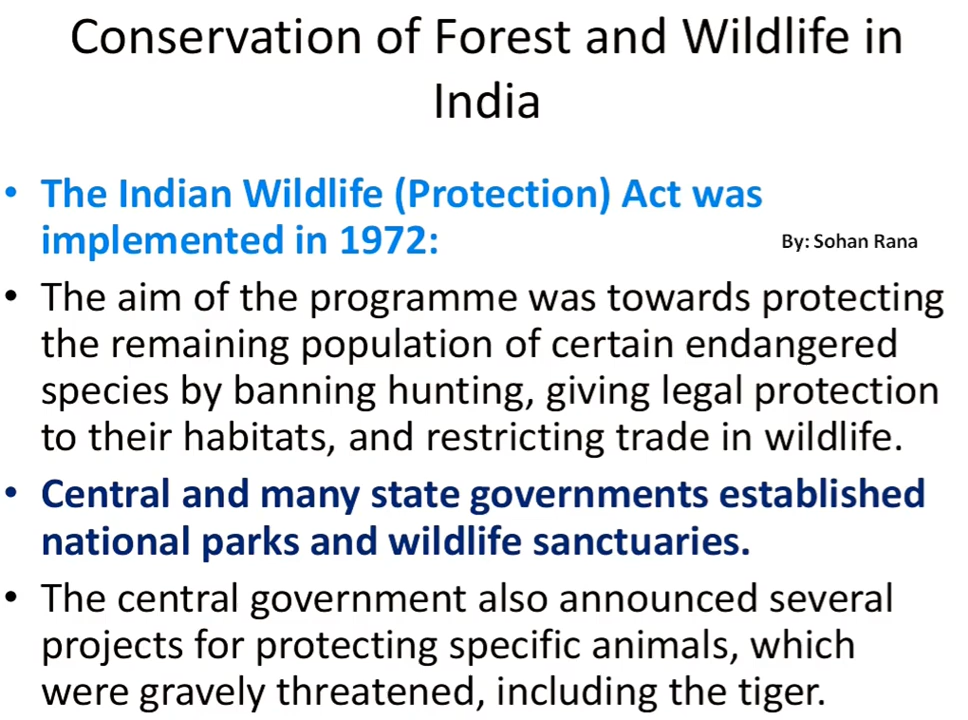 Conservation of Forest and Wildlife in
India
• The Indian Wildlife (Protection) Act was
implemented in 1972:
By: Sohan Rana
• The aim of the programme was towards protecting
the remaining population of certain endangered
species by banning hunting, giving legal protection
to their habitats, and restricting trade in wildlife.
• Central and many state governments established
national parks and wildlife sanctuaries.
• The central government also announced several
projects for protecting specific animals, which
were gravely threatened, including the tiger.